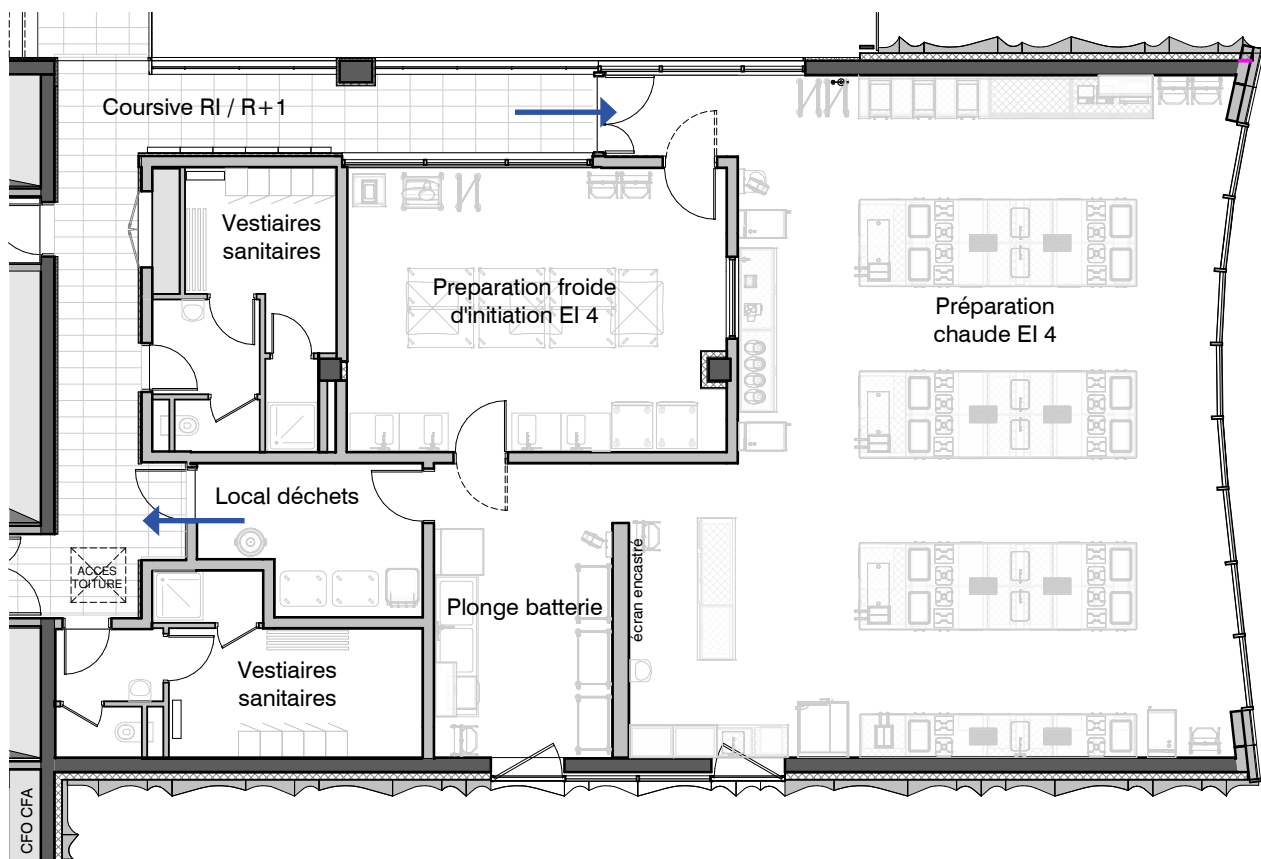 Coursive RI / R+1
Vestiaires
sanitaires
Preparation froide
d'initiation EI 4
Préparation
chaude EI 4
Local déchets
ACCÈS
TOITURE
Plonge batterie
écran encastré
Vestiaires
sanitaires
CFO CFA